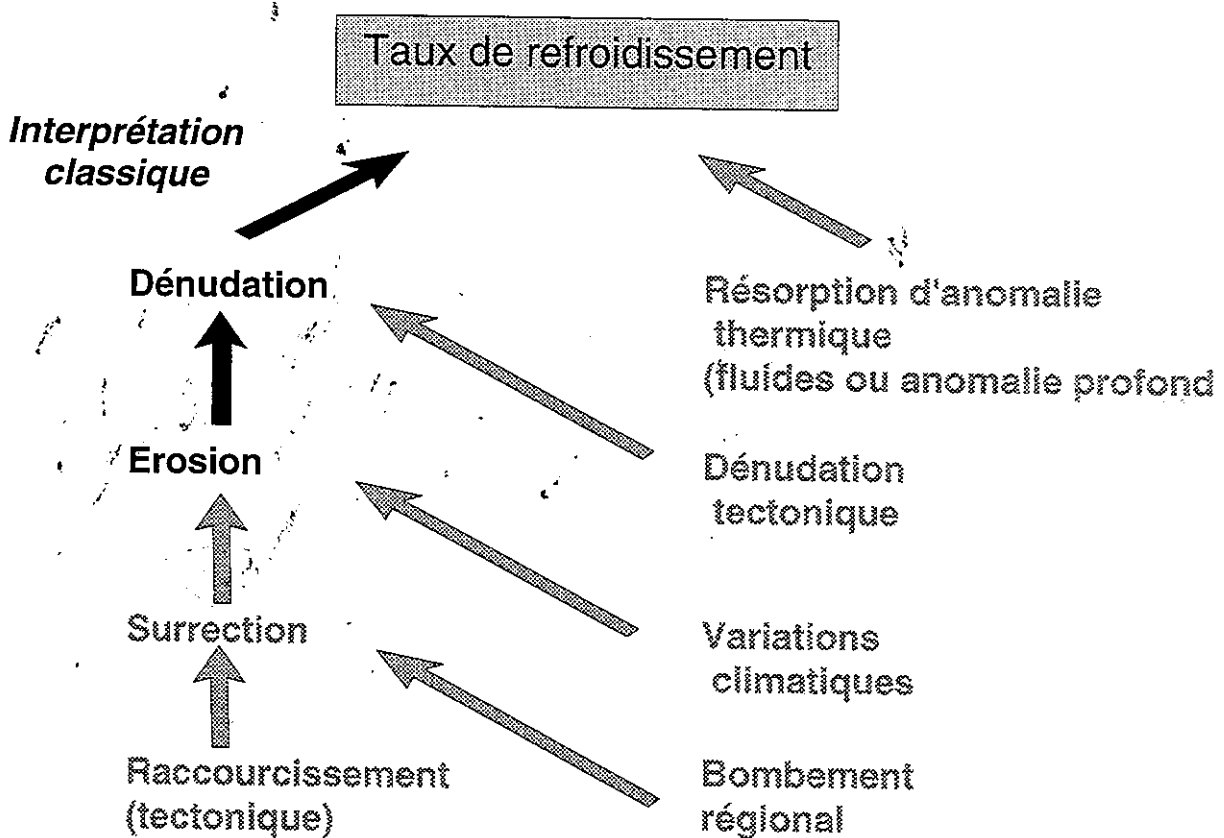 Taux de refroidissement
Interprétation
classique
Dénudation
Résorption d'anomalie
thermique
(fluides ou anomalie profond
Erosion
Dénudation
tectonique
Surrection
Variations
climatiques
Raccourcissement
(tectonique)
Bombement
régional